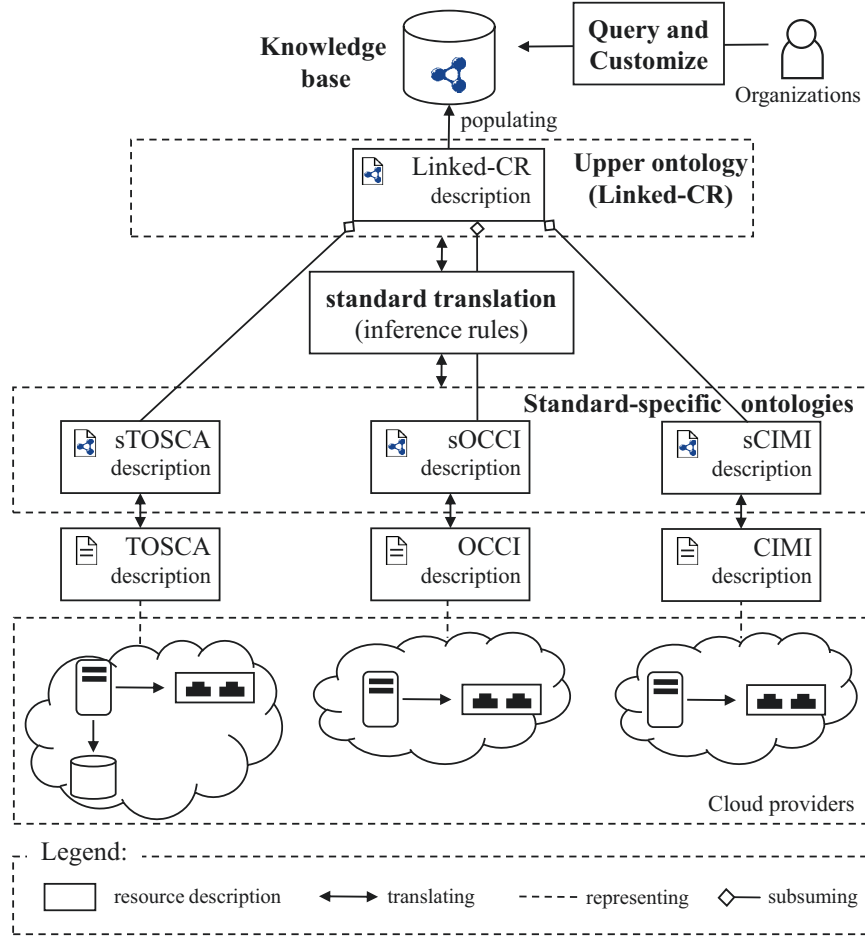 Query and
Customize
Knowledge
base
Organizations
populating
Linked-CR
description
Upper ontology
(Linked-CR)
standard translation
(inference rules)
Standard-specific ontologies
sTOSCA
description
sOCCI
description
sCIMI
description
TOSCA
description
OCCI
description
CIMI
description
Cloud providers
Legend:
resource description
translating
representing
subsuming